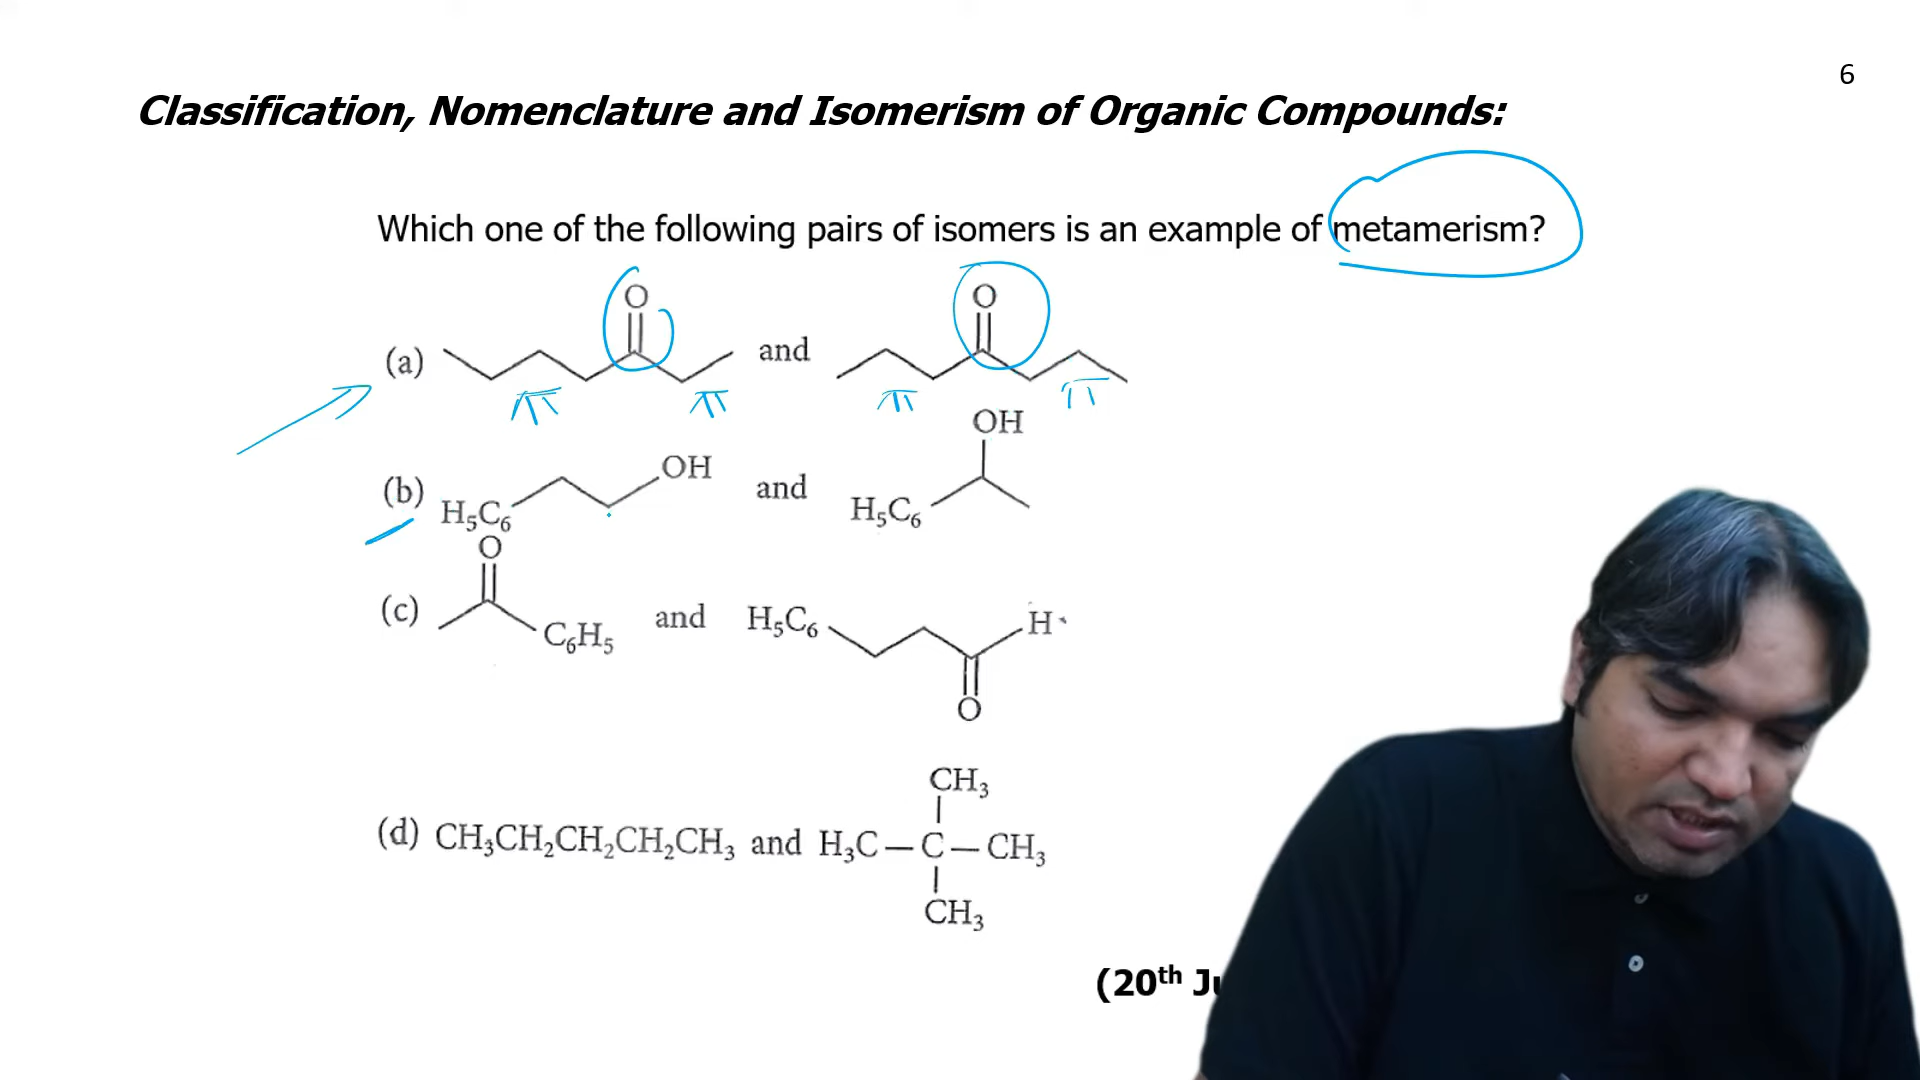 6
Classification, Nomenclature and Isomerism of Organic Compounds:
Which one of the following pairs of isomers is an example of metamerism?
(a) O and O
(b) H₅C₆ OH and H₅C₆ OH
(c) O C₆H₅ and H₅C₆ H O
(d) CH₃CH₂CH₂CH₂CH₃ and H₃C — C — CH₃
CH₃
CH₃
(20th